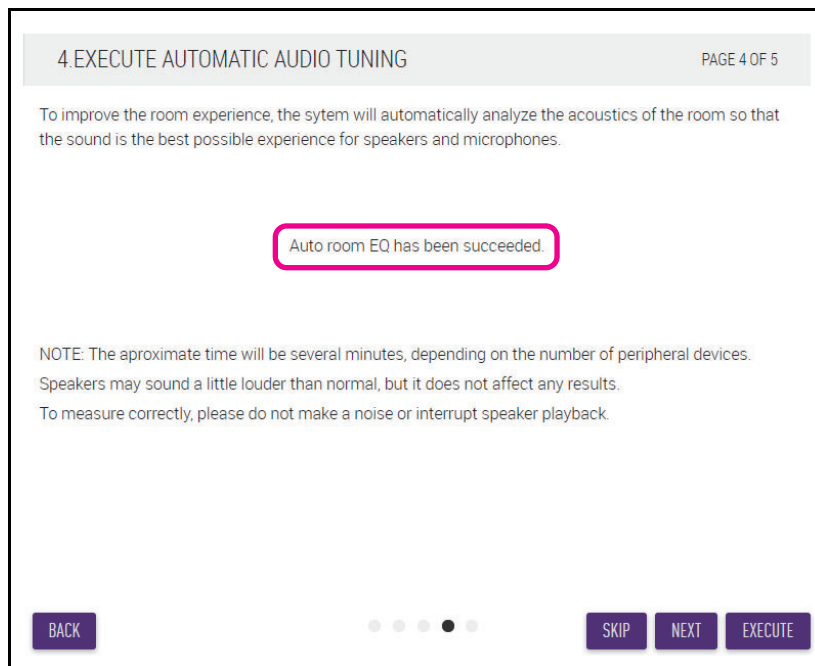 4.EXECUTE AUTOMATIC AUDIO TUNING
PAGE 4 OF 5
To improve the room experience, the sytem will automatically analyze the acoustics of the room so that
the sound is the best possible experience for speakers and microphones.
Auto room EQ has been succeeded.
NOTE: The aproximate time will be several minutes, depending on the number of peripheral devices.
Speakers may sound a little louder than normal, but it does not affect any results.
To measure correctly, please do not make a noise or interrupt speaker playback.
BACK
SKIP
NEXT
EXECUTE